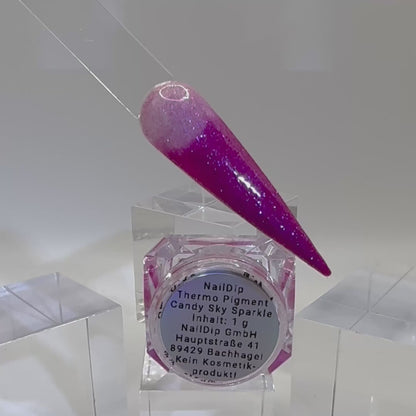 NailDip
Thermo Pigment
Candy Sky Sparkle
Inhalt: 1 g
NailDip GmbH
Hauptstraße 41
89429 Bachhagel
Kein Kosmetik-
produkt!